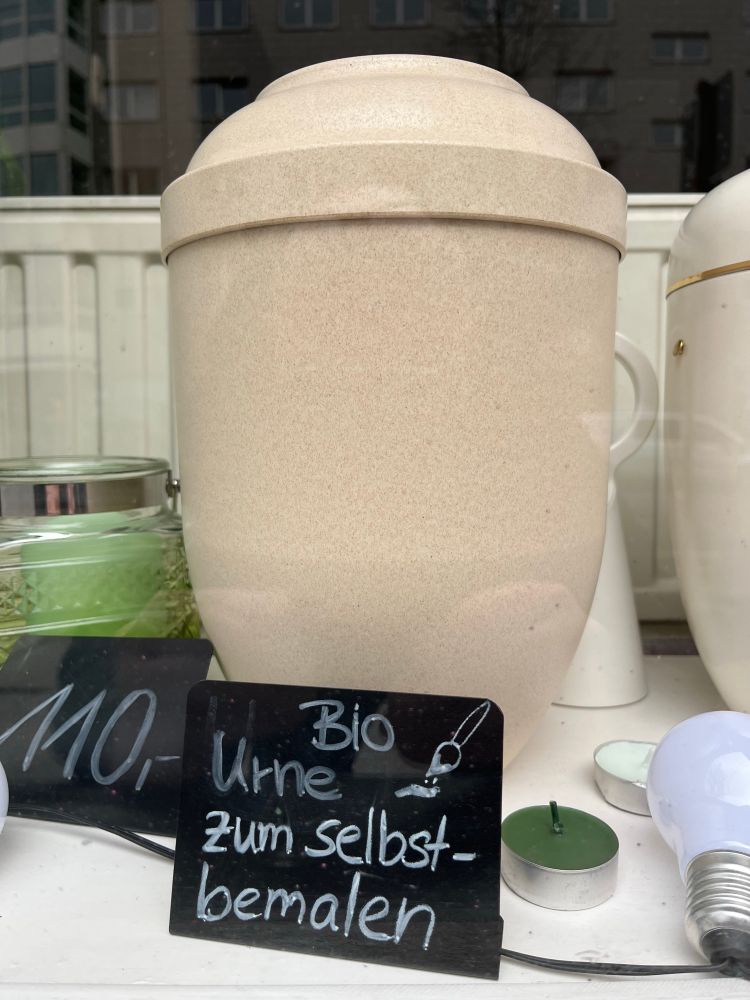 110,-
Bio
Urne
zum selbst-
bemalen